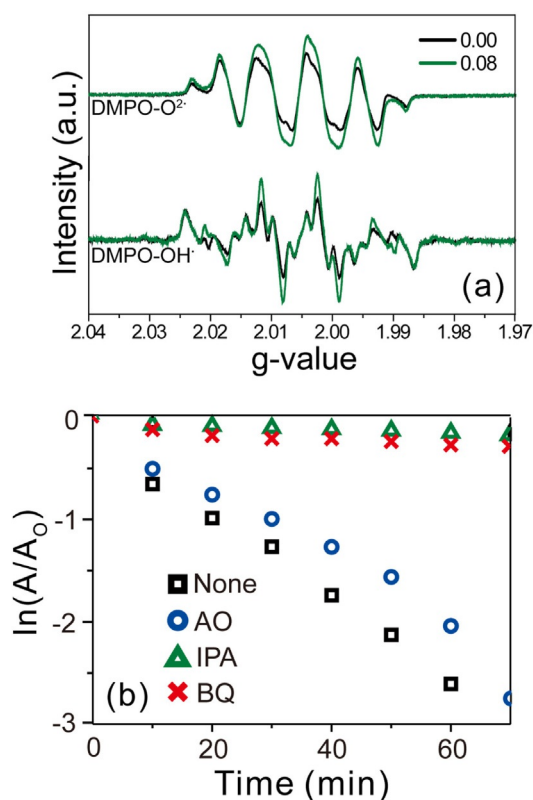 0.00
0.08
DMPO-O²˙
DMPO-OH˙
Intensity (a.u.)
(a)
2.04 2.03 2.02 2.01 2.00 1.99 1.98 1.97
g-value
0
-1
-2
-3
ln(A/A_O)
None
AO
IPA
BQ
(b)
0 20 40 60
Time (min)